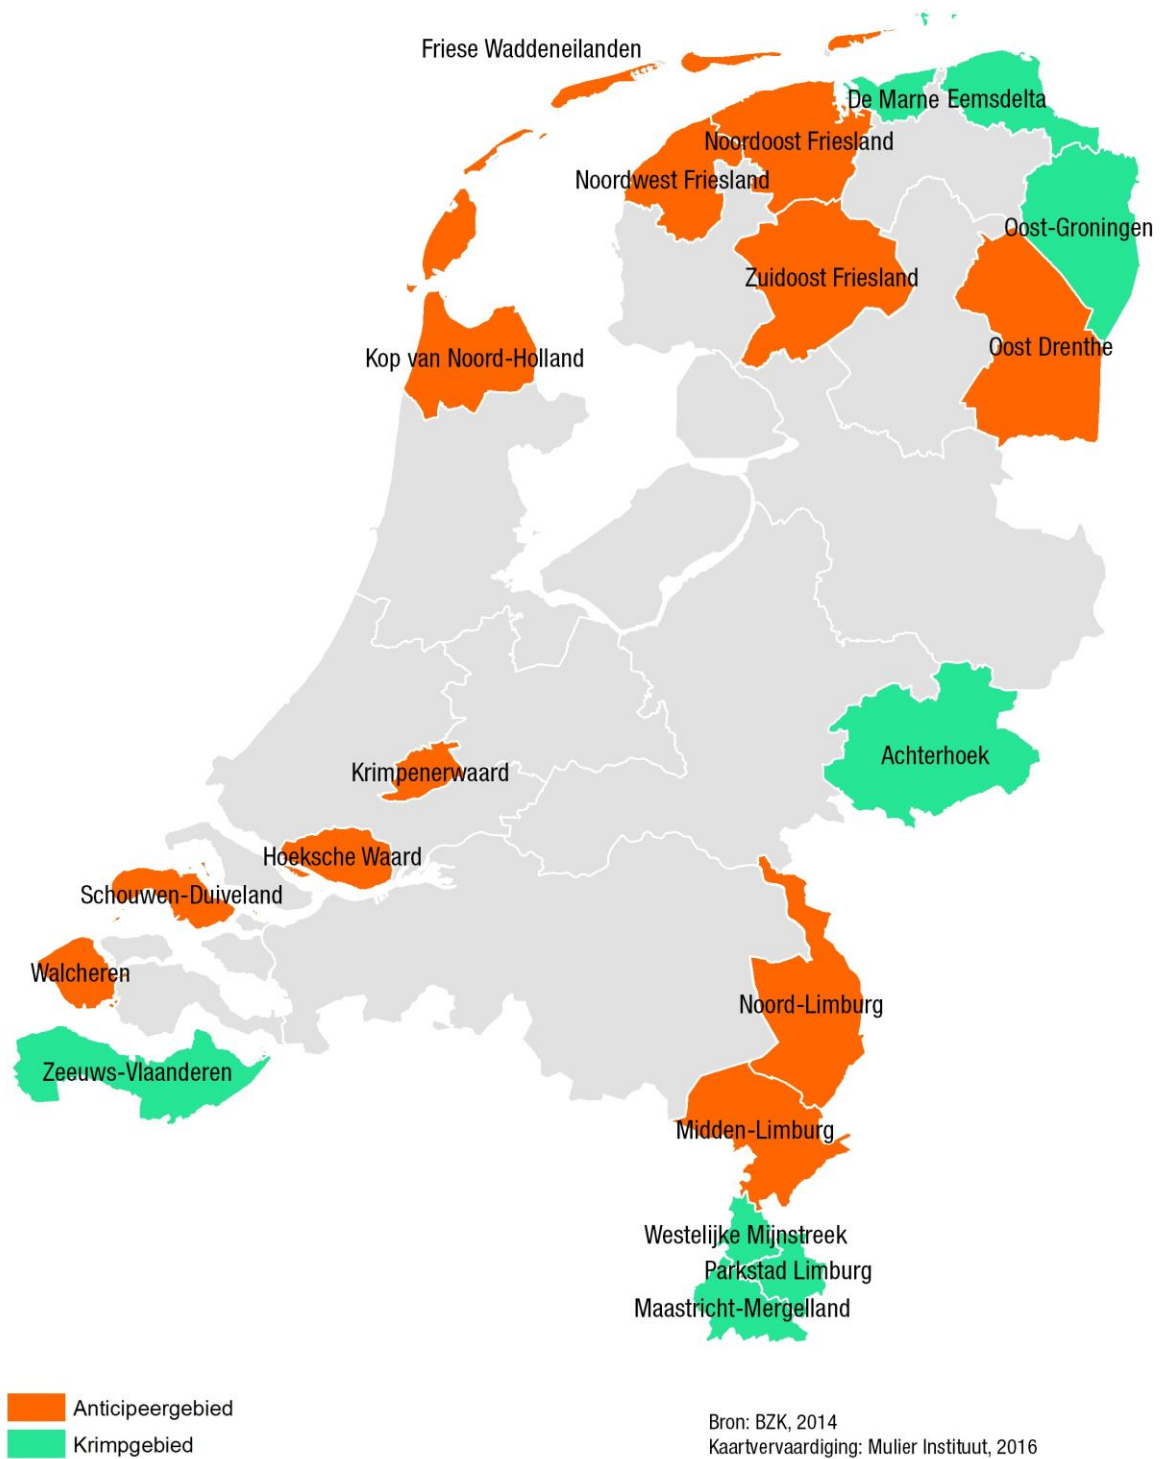 Friese Waddeneilanden
De Marne Eemsdelta
Noordoost Friesland
Noordwest Friesland
Oost-Groningen
Zuidoost Friesland
Oost Drenthe
Kop van Noord-Holland
Achterhoek
Krimpenerwaard
Hoeksche Waard
Schouwen-Duiveland
Walcheren
Noord-Limburg
Zeeuws-Vlaanderen
Midden-Limburg
Westelijke Mijnstreek
Parkstad Limburg
Maastricht-Mergelland
Anticipeergebied
Krimpgebied
Bron: BZK, 2014
Kaartvervaardiging: Mulier Instituut, 2016